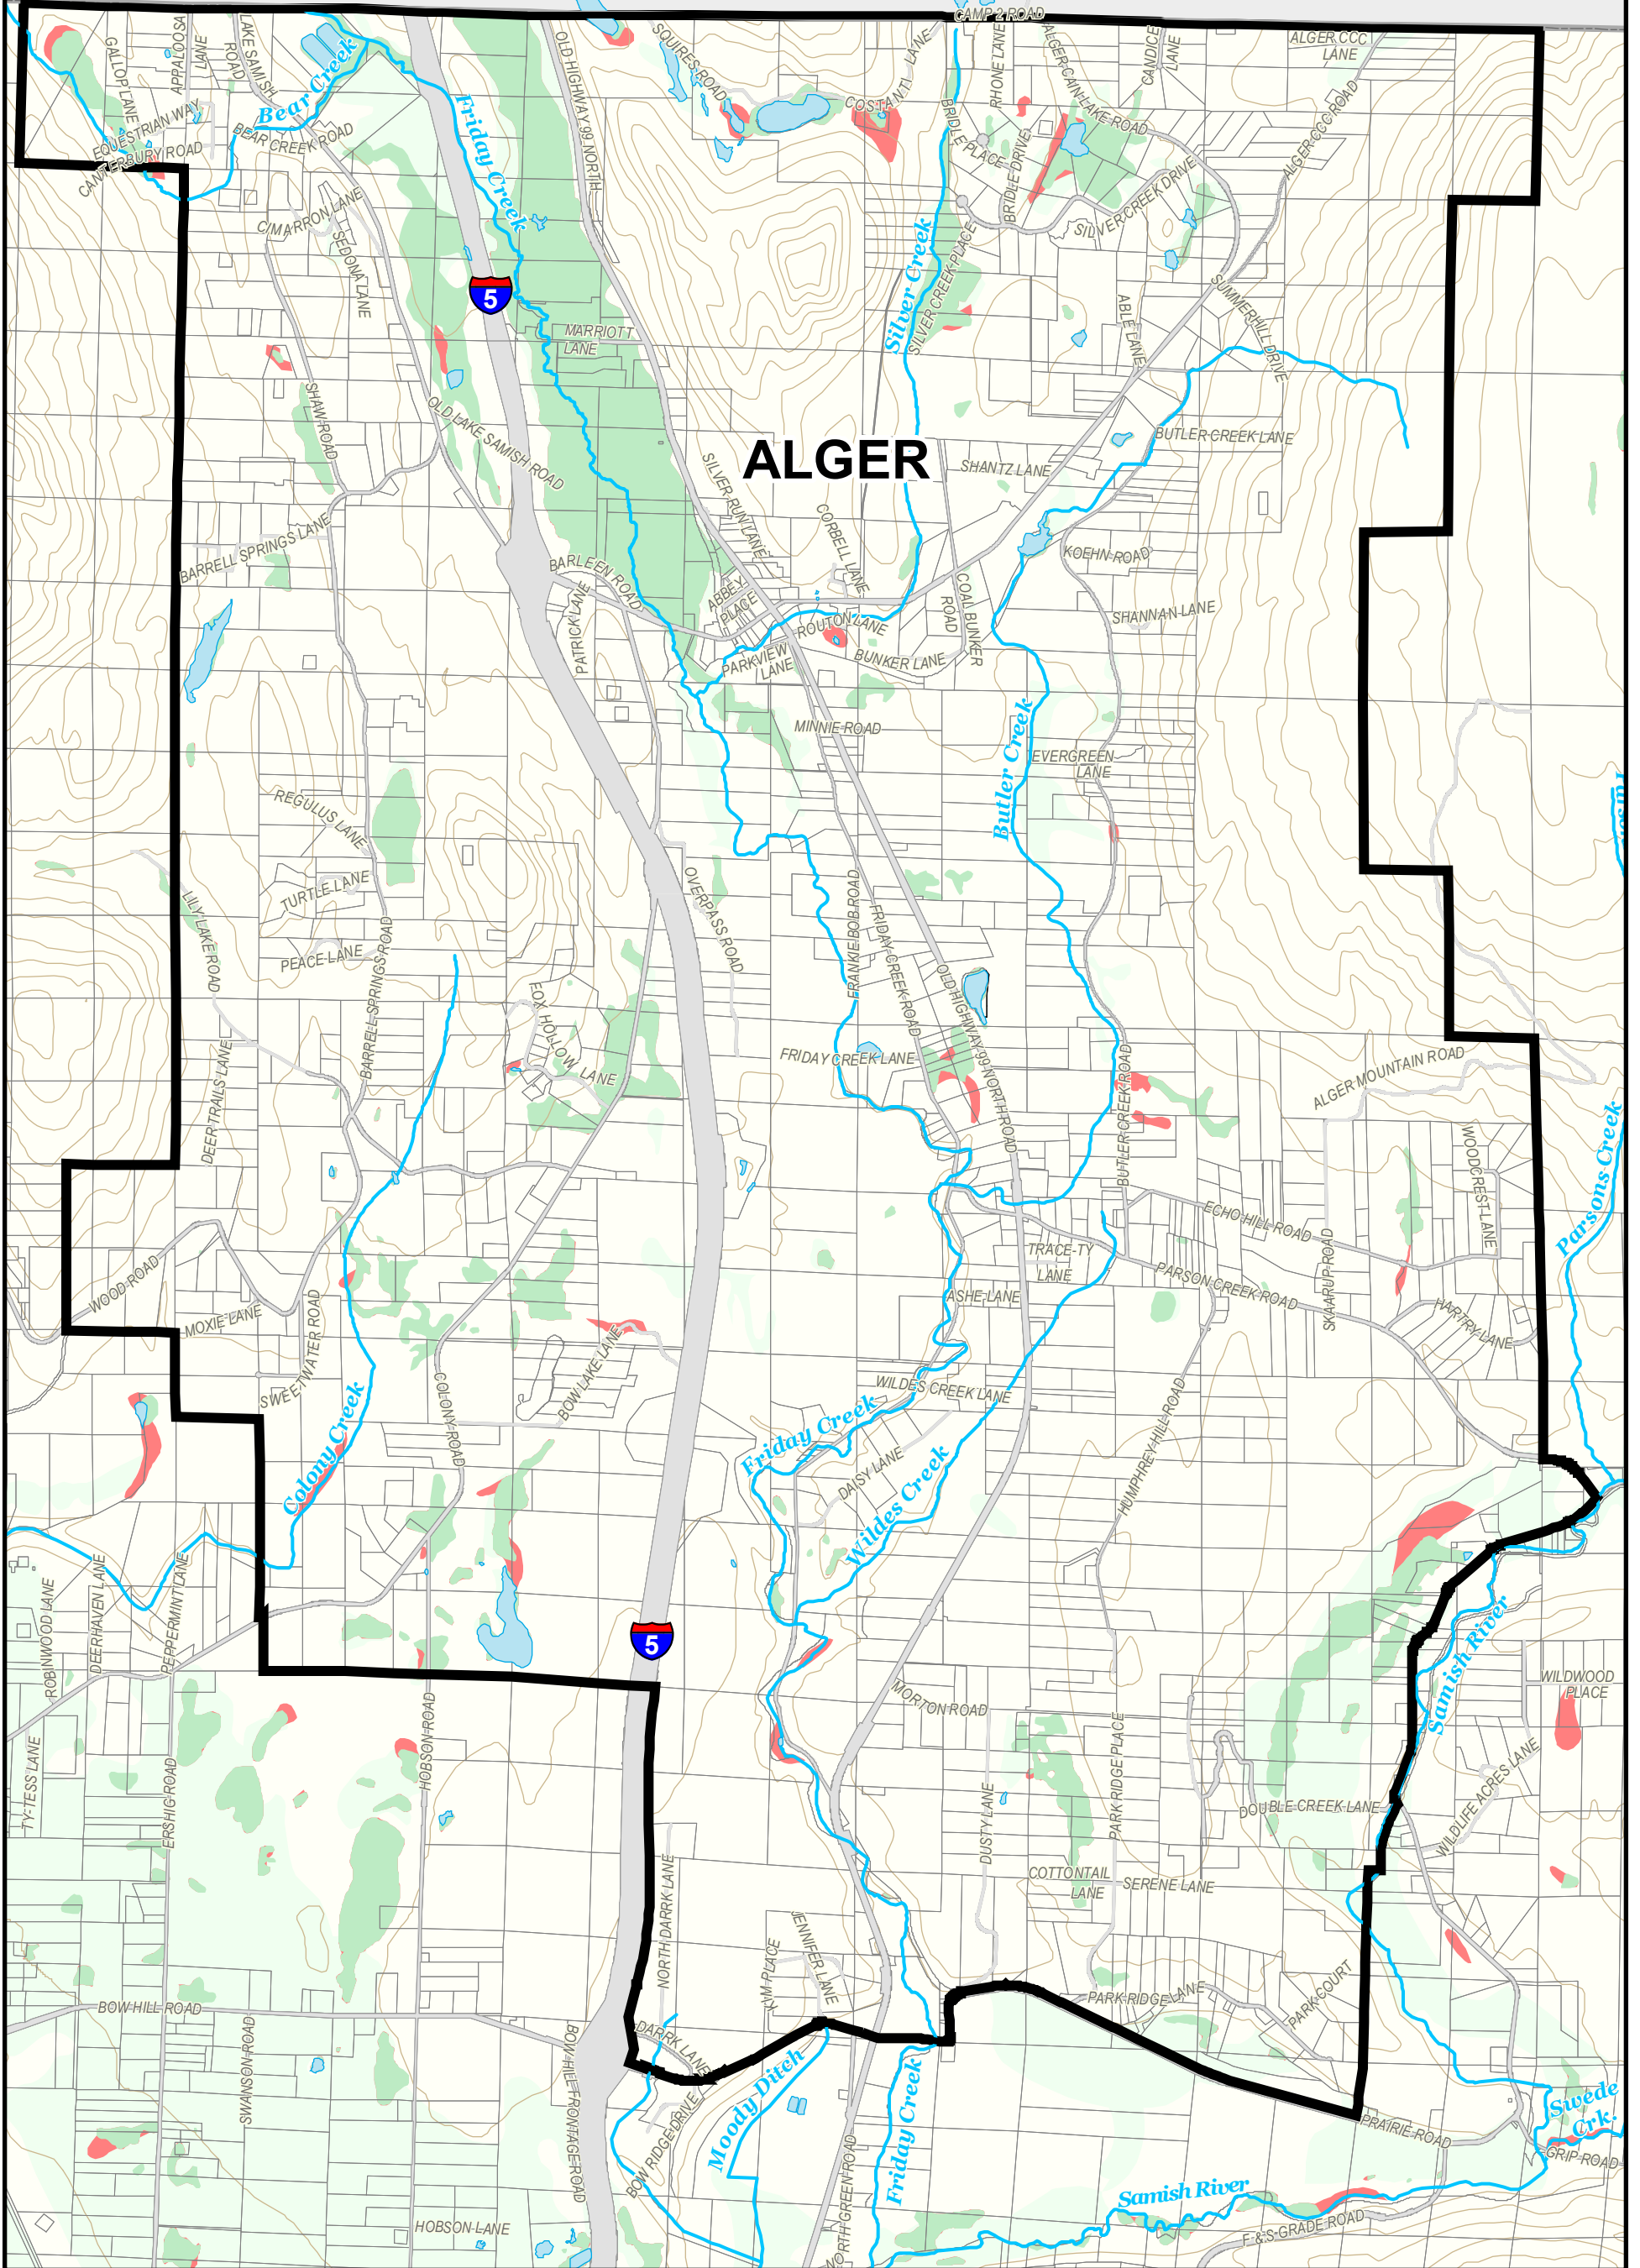 CAMP 2 ROAD
GALLOP LANE
APPALOOSA
LANE
LAKE SAMISH
ROAD
Bear Creek
EQUESTRIAN WAY
CANTERBURY ROAD
BEAR CREEK ROAD
Friday Creek
OLD HIGHWAY 99 NORTH
SQUIRES ROAD
COSTANTI LANE
RHONE LANE
ALGER CAIN LAKE ROAD
CANDICE
LANE
ALGER CCC
LANE
BRIDLE PLACE
BRIDLE DRIVE
ALGER CCC ROAD
SILVER CREEK DRIVE
CIMARRON LANE
SEDONA LANE
5
Silver Creek
SILVER CREEK PLACE
MARRIOTT
LANE
ABLE LANE
SUMMERHILL DRIVE
SHAW ROAD
OLD LAKE SAMISH ROAD
ALGER
SHANTZ LANE
BUTLER CREEK LANE
SILVER RUN LANE
CORBELL LANE
BARRELL SPRINGS LANE
BARLEEN ROAD
PATRICK LANE
ABBEY
PLACE
ROUTON LANE
COAL BUNKER
ROAD
KOEHN ROAD
SHANNAN LANE
PARKVIEW
LANE
BUNKER LANE
MINNIE ROAD
Butler Creek
EVERGREEN
LANE
REGULUS LANE
TURTLE LANE
PEACE LANE
LILY LAKE ROAD
BARRELL SPRINGS ROAD
OVERPASS ROAD
FRANKIE BOB ROAD
FRIDAY CREEK ROAD
OLD HIGHWAY 99 NORTH ROAD
FOX HOLLOW LANE
FRIDAY CREEK LANE
DEER TRAILS LANE
BUTLER CREEK ROAD
ALGER MOUNTAIN ROAD
WOODCREST LANE
Parsons Creek
ECHO HILL ROAD
SKAARUP ROAD
TRACE-TY
LANE
PARSON CREEK ROAD
ASHE LANE
HARTRY LANE
WOOD ROAD
MOXIE LANE
SWEETWATER ROAD
COLONY ROAD
BOW LAKE LANE
WILDES CREEK LANE
Colony Creek
Friday Creek
DAISY LANE
Wildes Creek
HUMPHREY HILL ROAD
ROBINWOOD LANE
DEERHAVEN LANE
PEPPERMINT LANE
5
Samish River
WILDWOOD
PLACE
MORTON ROAD
TY-TESS LANE
ERSHIG ROAD
HOBSON ROAD
DUSTY LANE
PARK RIDGE PLACE
DOUBLE CREEK LANE
WILDLIFE ACRES LANE
COTTONTAIL
LANE
SERENE LANE
NORTH DARRK LANE
KYM PLACE
JENNIFER LANE
PARK RIDGE LANE
PARK COURT
BOW HILL ROAD
SWANSON ROAD
BOW HILL FRONTAGE ROAD
DARRK LANE
BOW RIDGE DRIVE
Moody Ditch
Friday Creek
NORTH GREEN ROAD
PRAIRIE ROAD
Swede
Crk.
GRIP ROAD
Samish River
F & S GRADE ROAD
HOBSON LANE